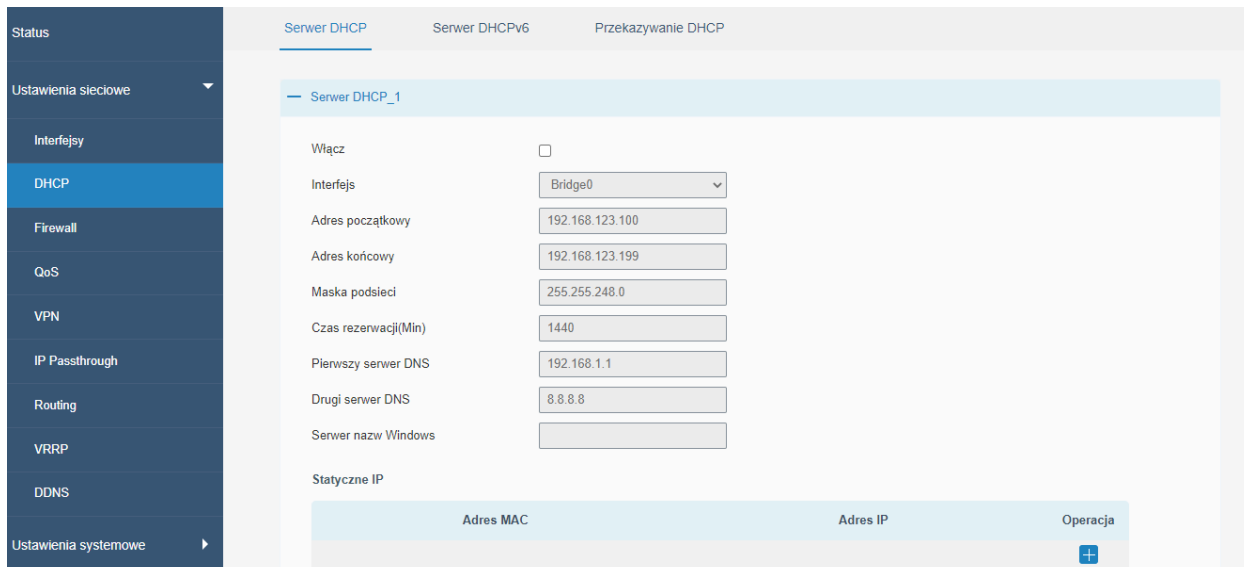 Status
Ustawienia sieciowe
Interfejsy
DHCP
Firewall
QoS
VPN
IP Passthrough
Routing
VRRP
DDNS
Ustawienia systemowe
Serwer DHCP Serwer DHCPv6 Przekazywanie DHCP
Serwer DHCP_1
Włącz
Interfejs Bridge0
Adres początkowy 192.168.123.100
Adres końcowy 192.168.123.199
Maska podsieci 255.255.248.0
Czas rezerwacji(Min) 1440
Pierwszy serwer DNS 192.168.1.1
Drugi serwer DNS 8.8.8.8
Serwer nazw Windows
Statyczne IP
Adres MAC Adres IP Operacja